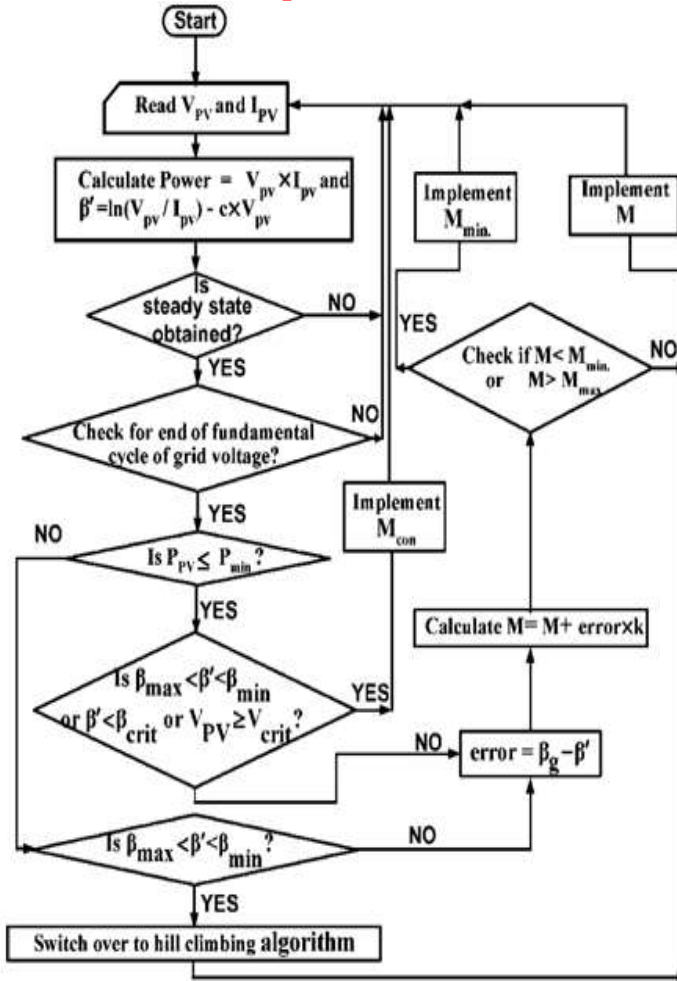 Start
Read V_PV and I_PV
Calculate Power = V_pv × I_pv and
β' =ln(V_pv / I_pv) - c×V_pv
Implement
M_min.
Implement
M
Is
steady state
obtained?
NO
YES
YES
Check if M< M_min.
or M> M_max
NO
Check for end of fundamental
cycle of grid voltage?
NO
YES
Implement
M_con
NO
Is P_PV ≤ P_min ?
YES
Calculate M= M+ error×k
Is β_max <β'<β_min
or β'<β_crit or V_PV ≥V_crit ?
YES
NO
error = β_g −β'
Is β_max <β'<β_min ?
NO
YES
Switch over to hill climbing algorithm